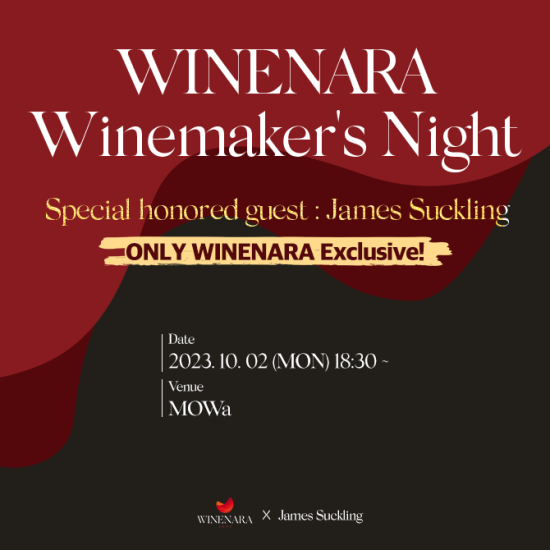 WINENARA
Winemaker's Night
Special honored guest : James Suckling
ONLY WINENARA Exclusive!
Date
2023. 10. 02 (MON) 18:30 ~
Venue
MOWa
WINENARA X James Suckling